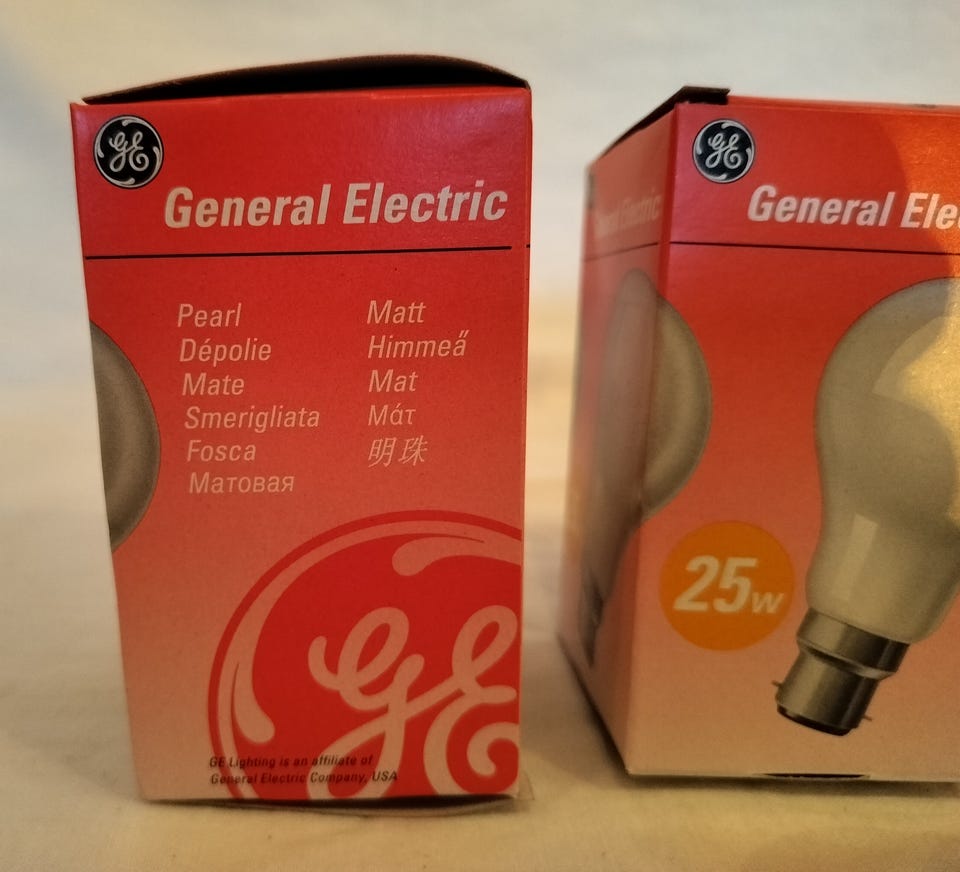 GE
General Electric
Pearl
Dépolie
Mate
Smerigliata
Fosca
Матовая
Matt
Himmeä
Mat
Μάτ
明珠
GE
GE Lighting is an affiliate of
General Electric Company, USA
General Electric
GE
General Ele
25w